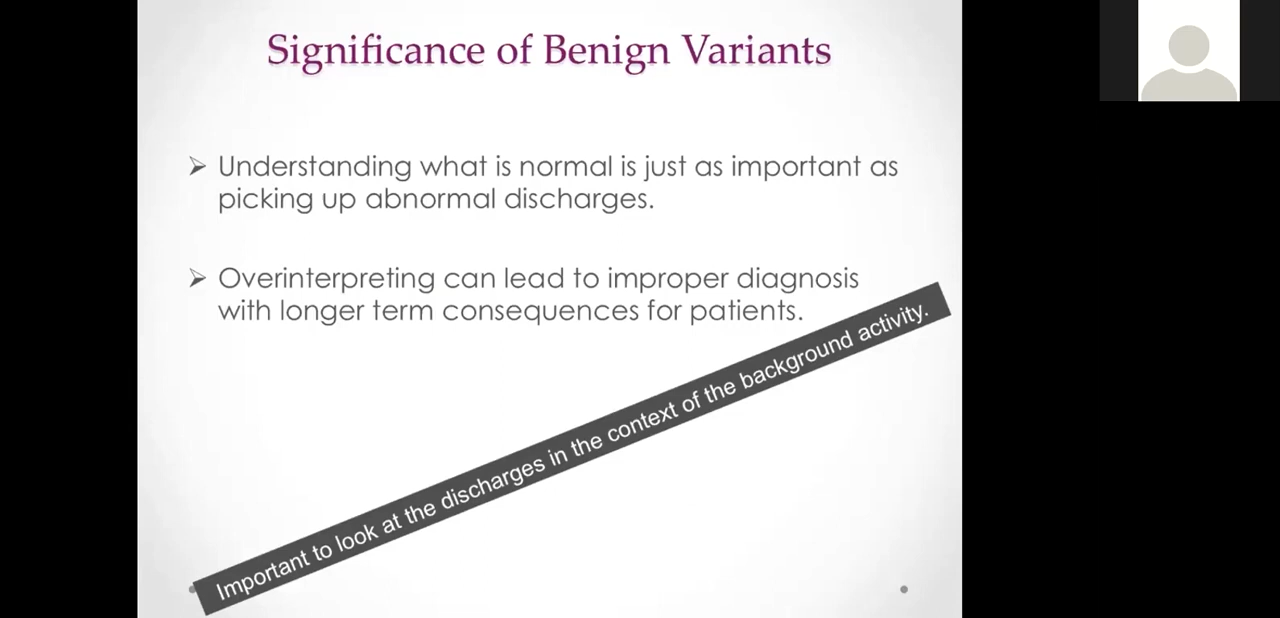 Significance of Benign Variants
Understanding what is normal is just as important as
picking up abnormal discharges.
Overinterpreting can lead to improper diagnosis
with longer term consequences for patients.
Important to look at the discharges in the context of the background activity.